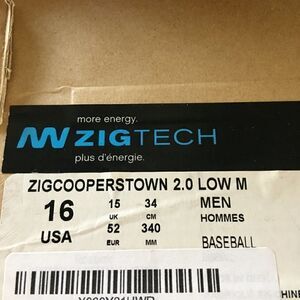 more energy.
ZIGTECH
plus d'énergie.
ZIGCOOPERSTOWN 2.0 LOW M
16 15 34 MEN
UK CM HOMMES
USA 52 340
EUR MM BASEBALL